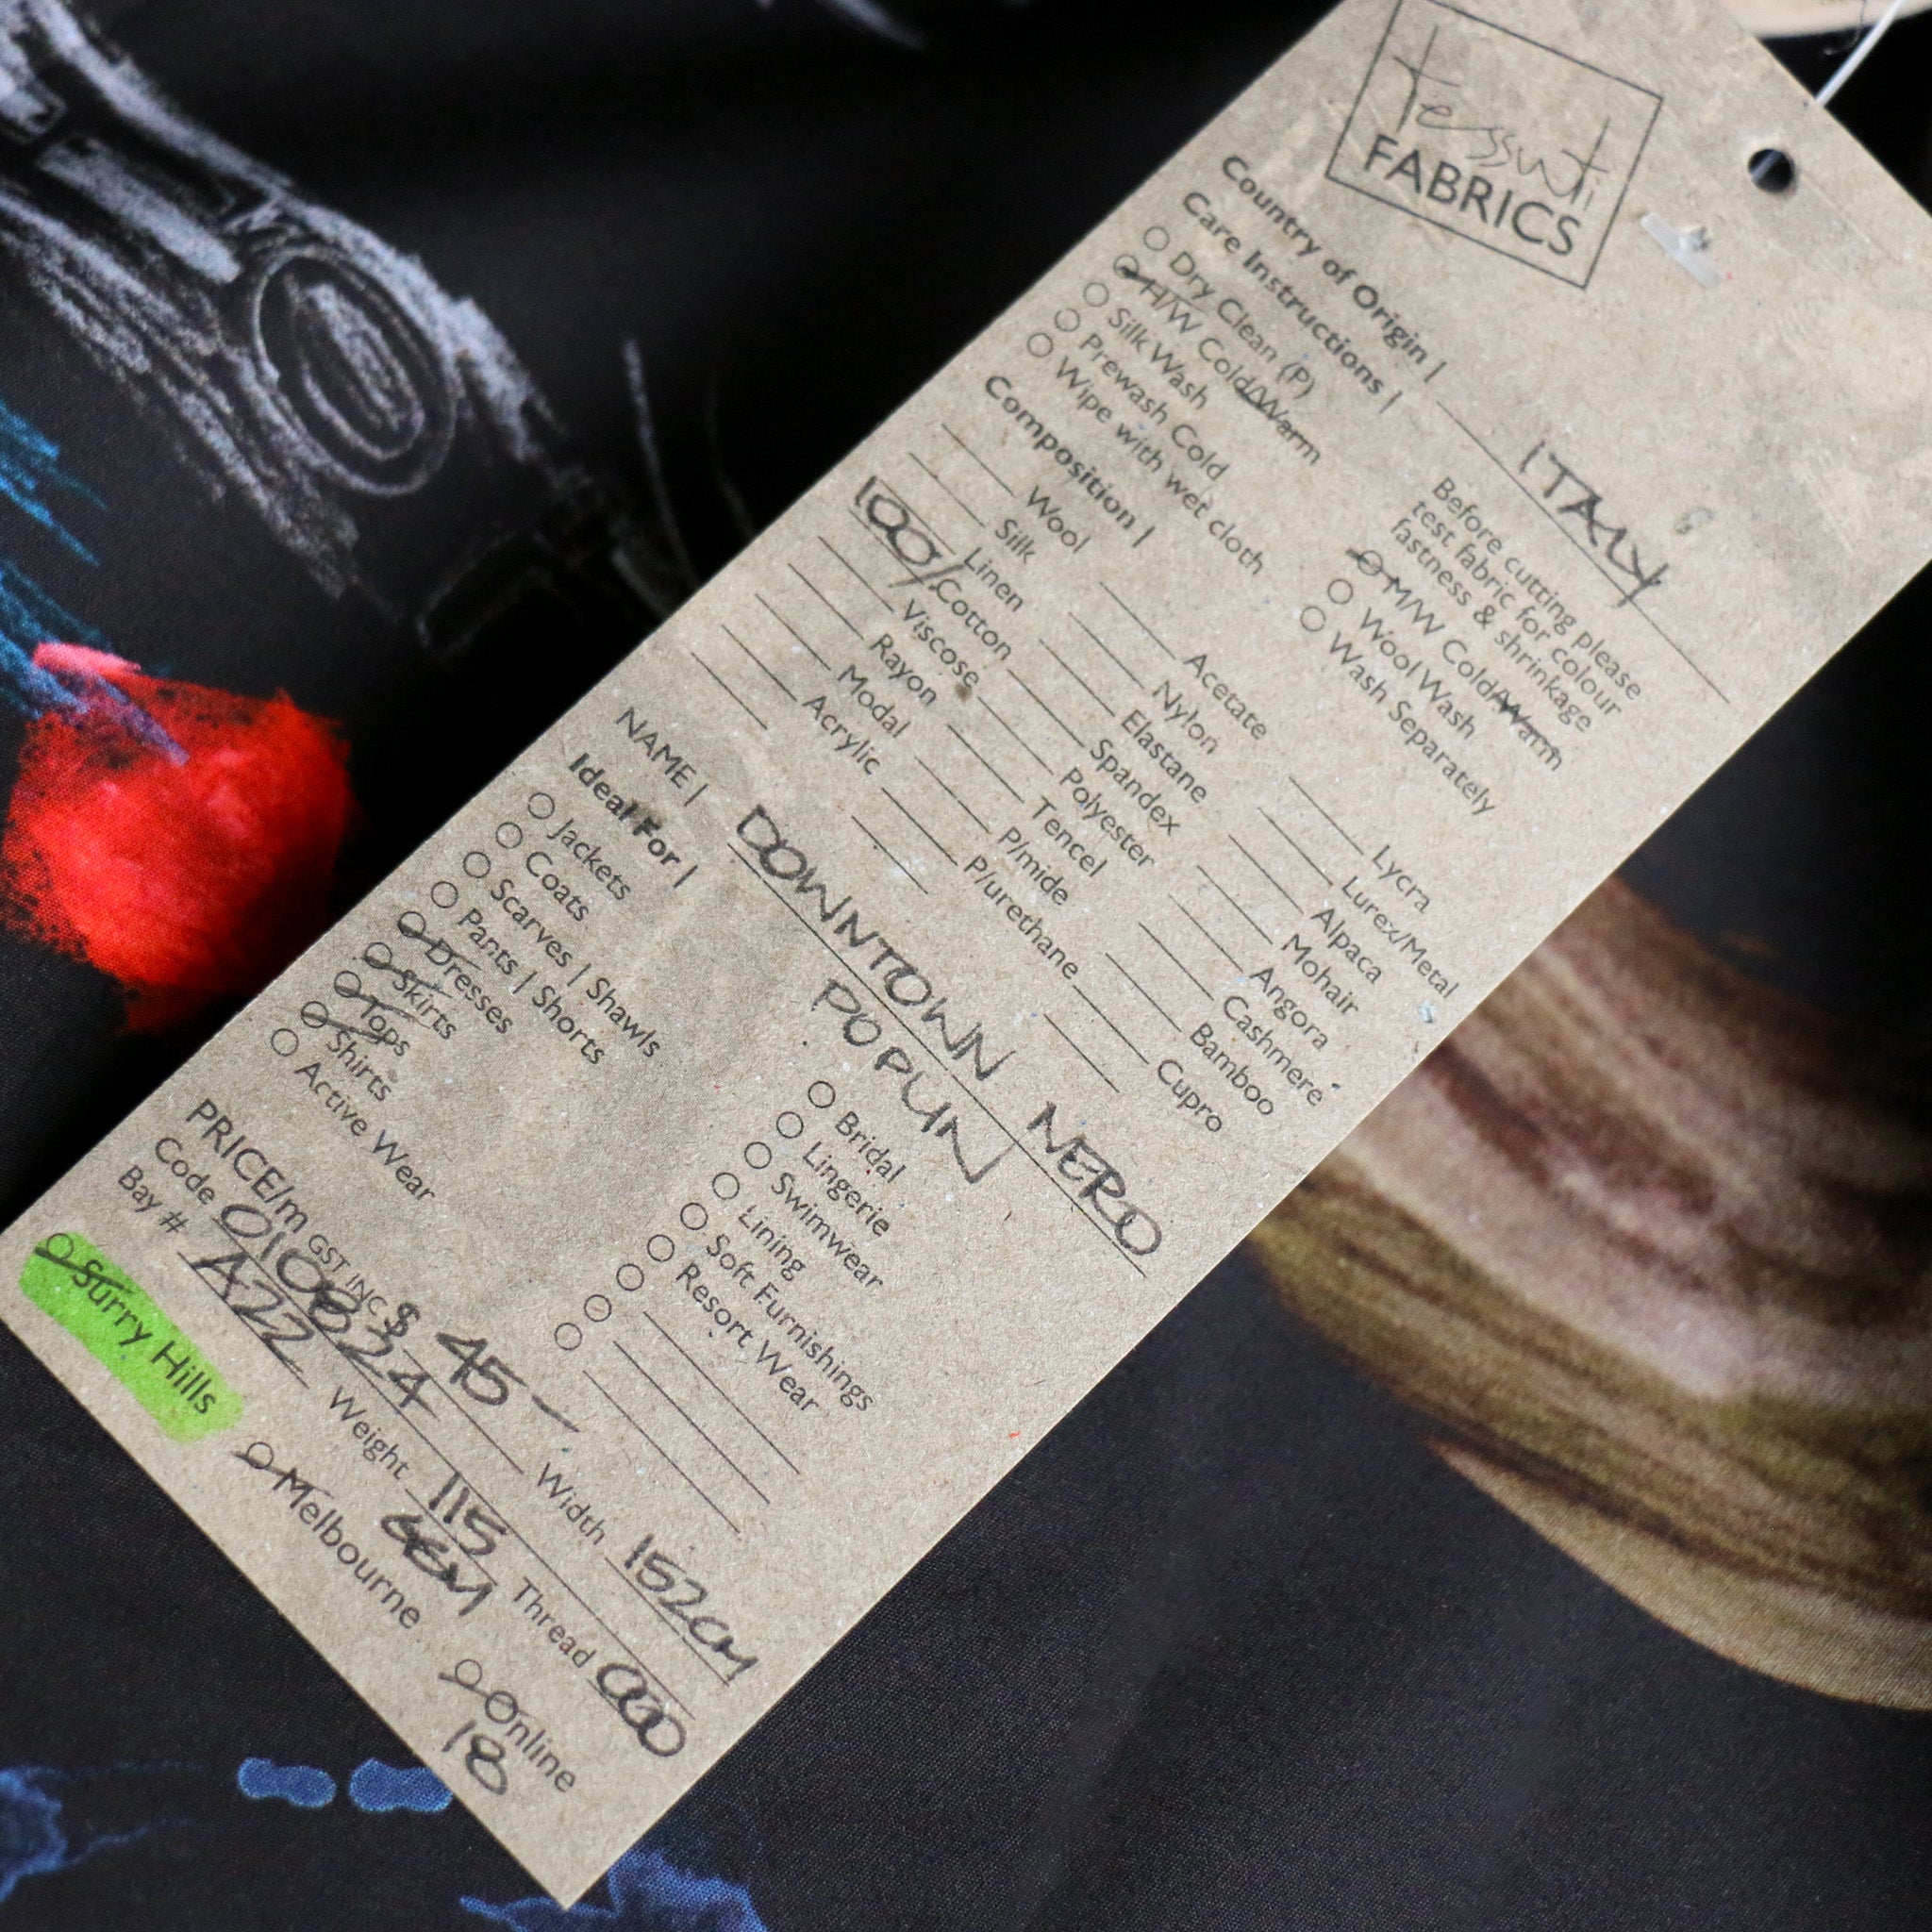 tessuti
FABRICS
Country of Origin | ITALY
Care Instructions |
Before cutting please
test fabric for colour
fastness & shrinkage
Dry Clean (P)
H/W Cold/Warm
M/W Cold/Warm
Silk Wash
Wool Wash
Prewash Cold
Wash Separately
Wipe with wet cloth
Composition |
Wool
Acetate
Lycra
Silk
Nylon
Lurex/Metal
Linen
Elastane
Alpaca
100% Cotton
Spandex
Mohair
Viscose
Polyester
Angora
Rayon
Tencel
Cashmere
Modal
P/mide
Bamboo
Acrylic
P/urethane
Cupro
NAME | DOWNTOWN NERO
POPLIN
Ideal For |
Jackets
Bridal
Coats
Lingerie
Scarves | Shawls
Swimwear
Pants | Shorts
Lining
Dresses
Soft Furnishings
Skirts
Resort Wear
Tops
Shirts
Active Wear
PRICE/m GST INC $ 45 - Width 152CM
Code 010824 Weight 115 Thread 000
GSM
Bay # A22
Surry Hills Melbourne Online
18